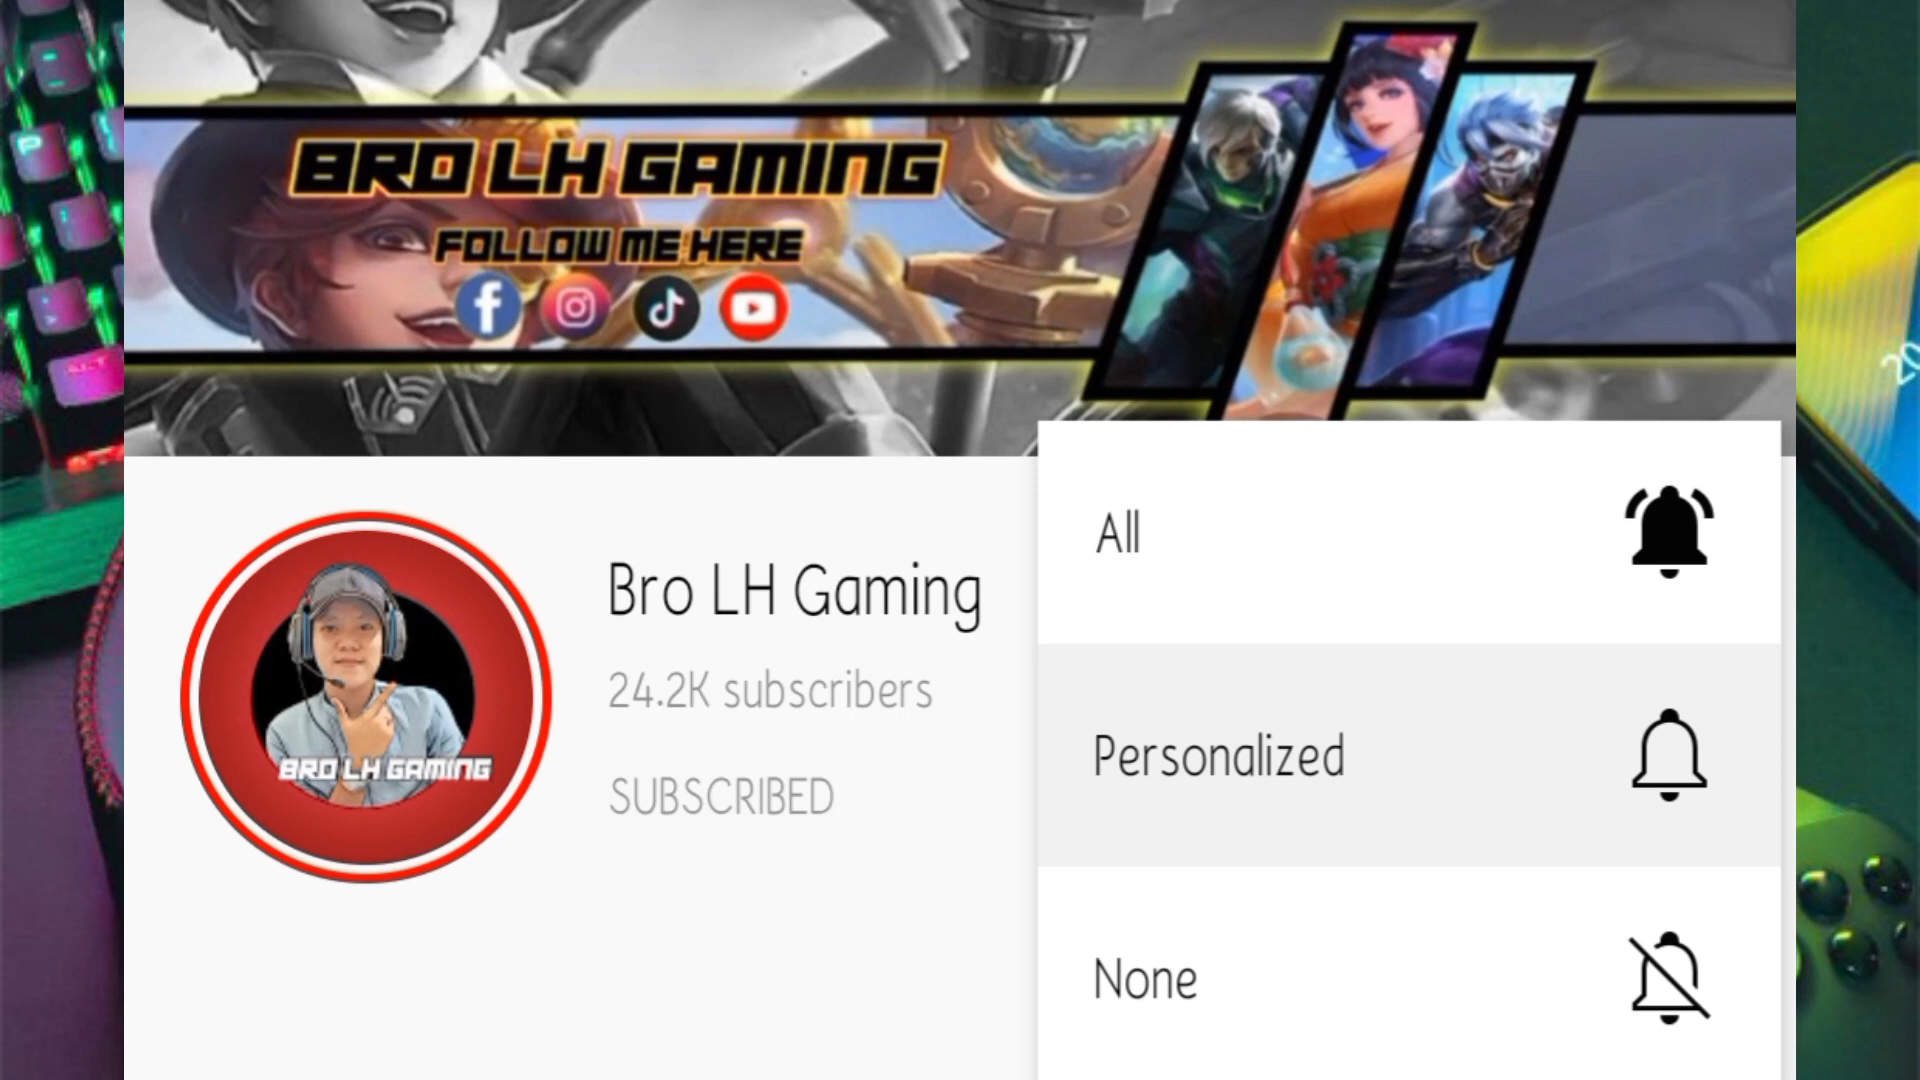 BRO LH GAMING
FOLLOW ME HERE
Bro LH Gaming
24.2K subscribers
SUBSCRIBED
BRO LH GAMING
All
Personalized
None
P
20